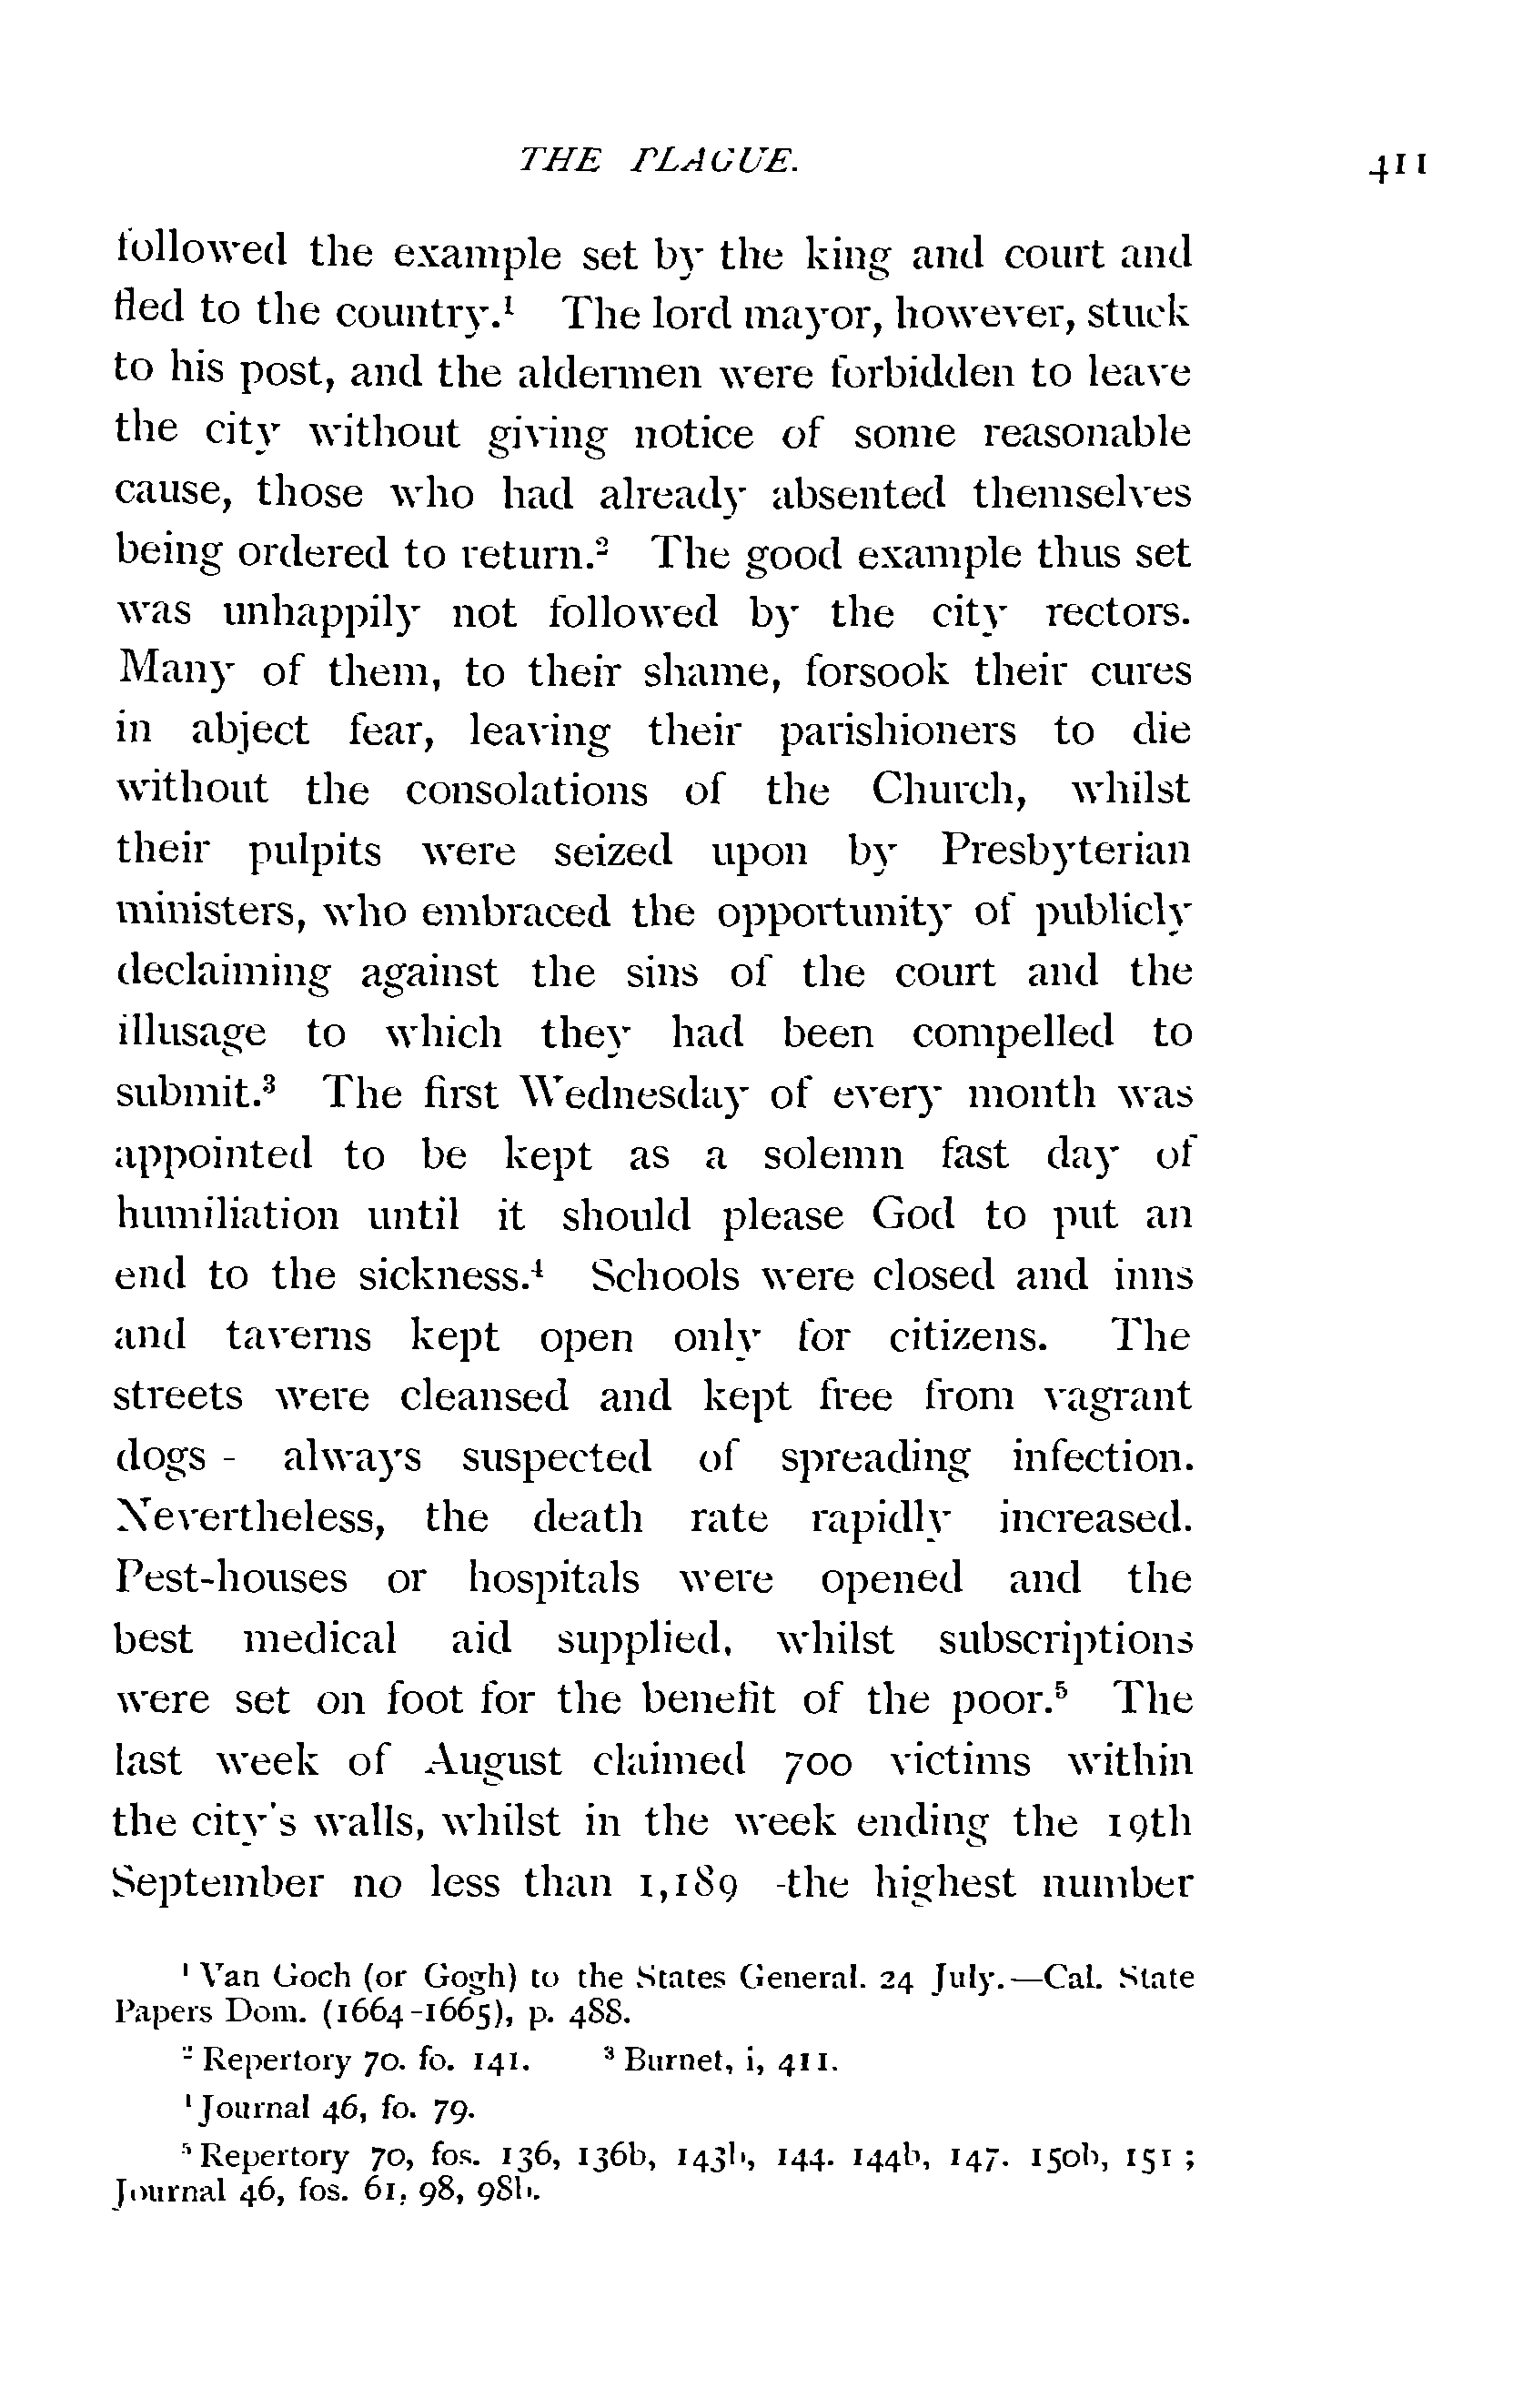 THE PLAGUE. 411
followed the example set by the king and court and
fled to the country.¹ The lord mayor, however, stuck
to his post, and the aldermen were forbidden to leave
the city without giving notice of some reasonable
cause, those who had already absented themselves
being ordered to return.² The good example thus set
was unhappily not followed by the city rectors.
Many of them, to their shame, forsook their cures
in abject fear, leaving their parishioners to die
without the consolations of the Church, whilst
their pulpits were seized upon by Presbyterian
ministers, who embraced the opportunity of publicly
declaiming against the sins of the court and the
illusage to which they had been compelled to
submit.³ The first Wednesday of every month was
appointed to be kept as a solemn fast day of
humiliation until it should please God to put an
end to the sickness.⁴ Schools were closed and inns
and taverns kept open only for citizens. The
streets were cleansed and kept free from vagrant
dogs - always suspected of spreading infection.
Nevertheless, the death rate rapidly increased.
Pest-houses or hospitals were opened and the
best medical aid supplied, whilst subscriptions
were set on foot for the benefit of the poor.⁵ The
last week of August claimed 700 victims within
the city's walls, whilst in the week ending the 19th
September no less than 1,189 -the highest number
¹ Van Goch (or Gogh) to the States General. 24 July.—Cal. State
Papers Dom. (1664-1665), p. 488.
² Repertory 70. fo. 141. ³ Burnet, i, 411.
⁴ Journal 46, fo. 79.
⁵ Repertory 70, fos. 136, 136b, 143b, 144. 144b, 147. 150b, 151 ;
Journal 46, fos. 61, 98, 98b.